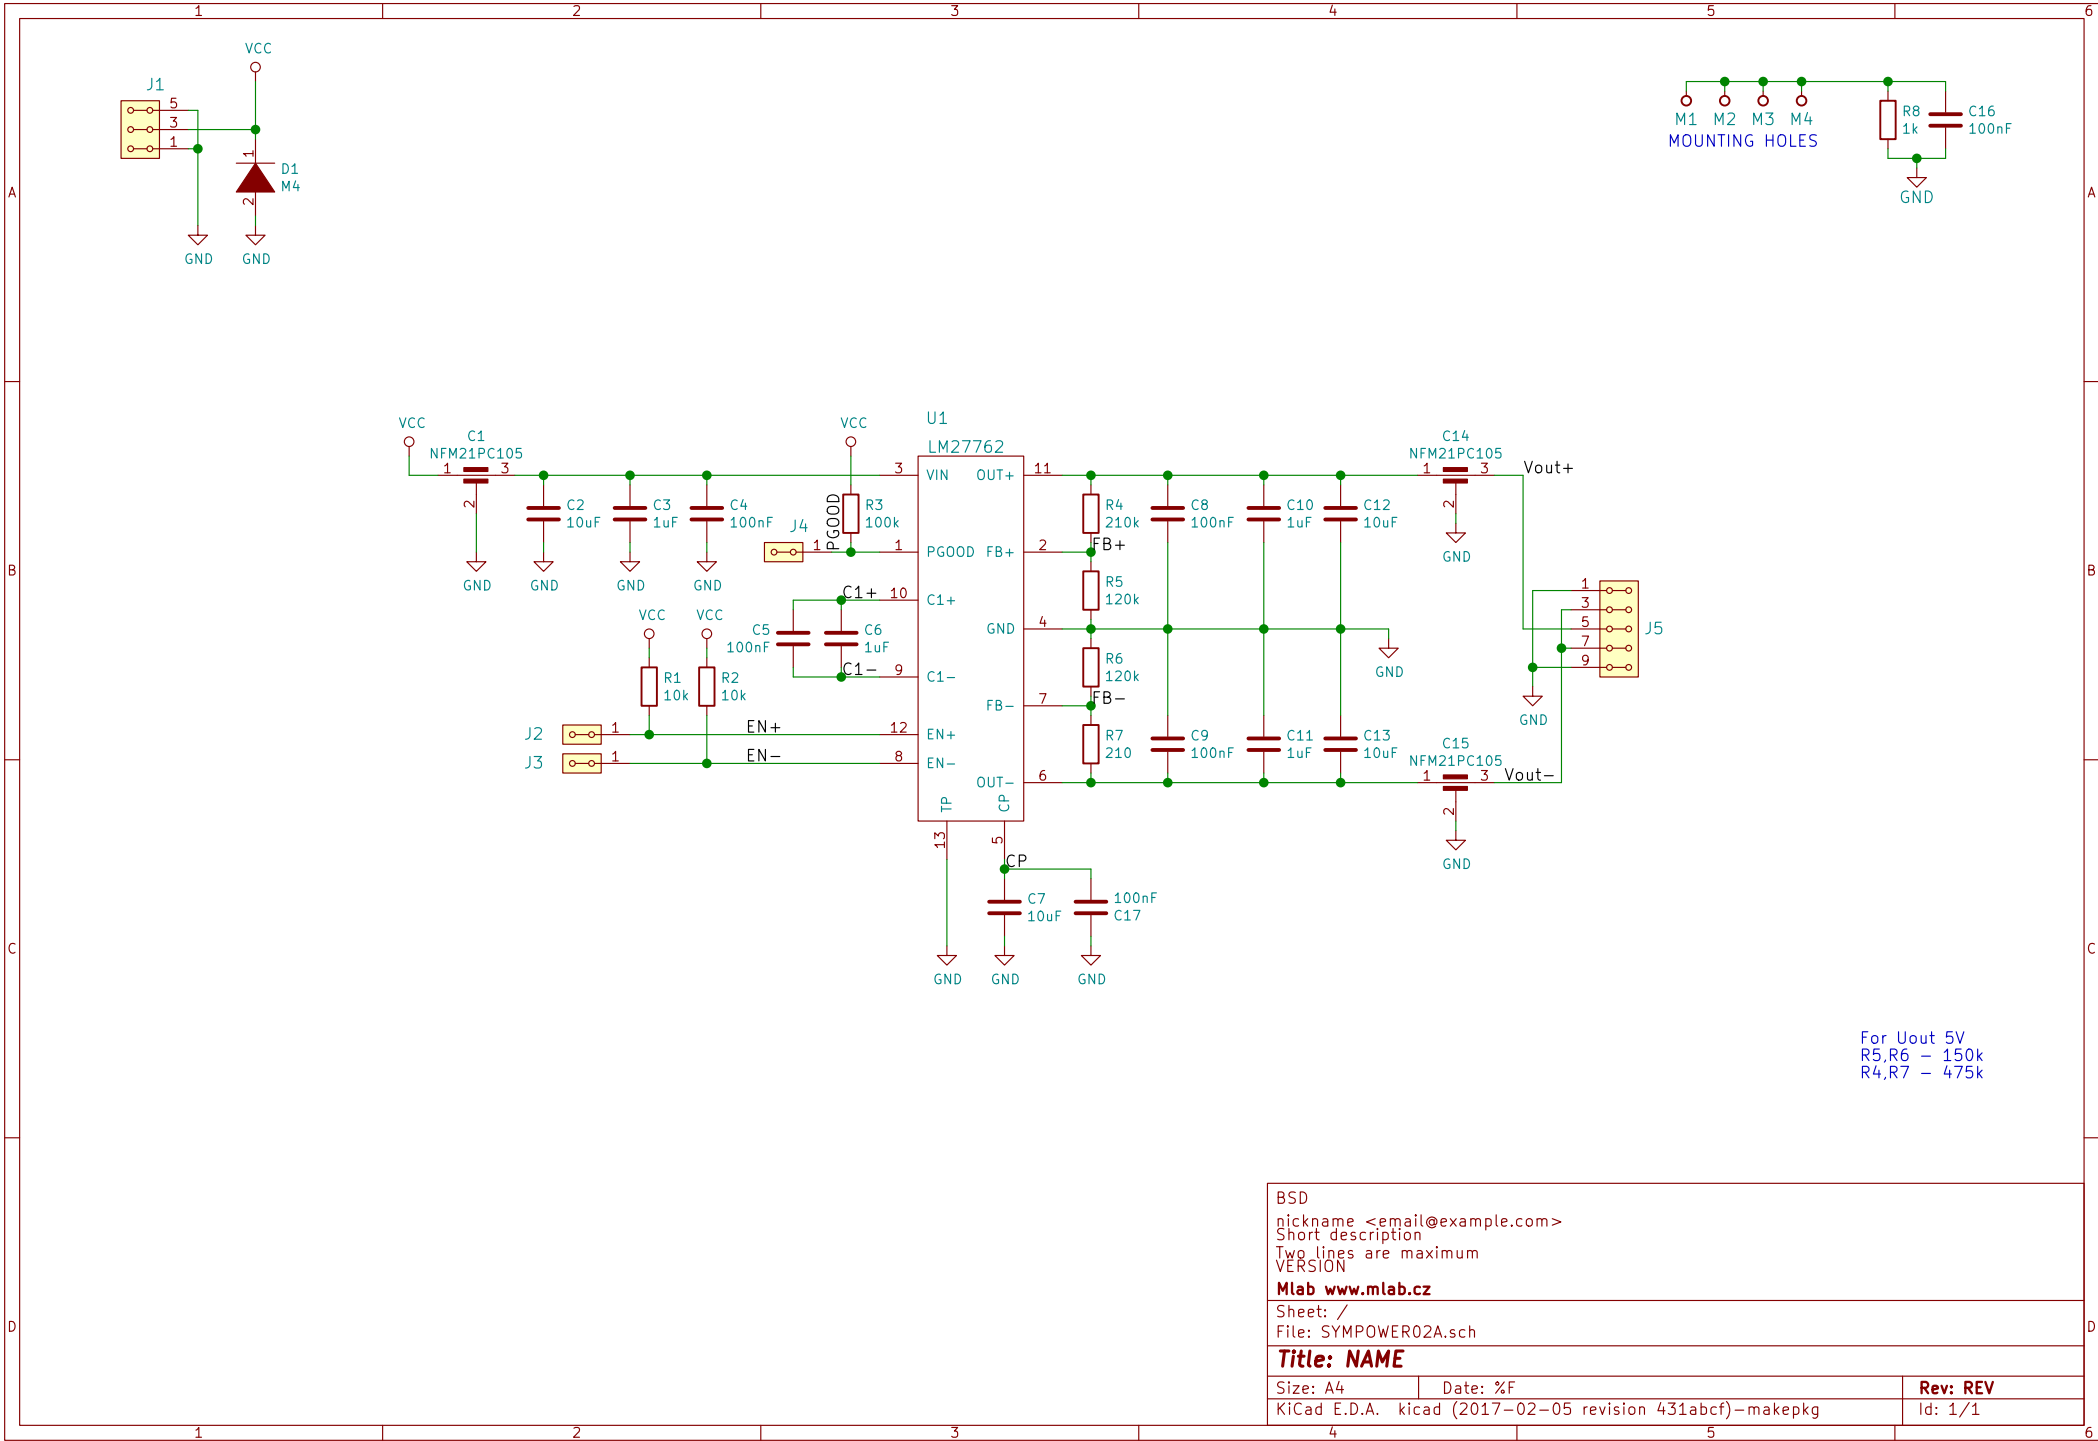 1 2 3 4 5 6
A
B
C
D
A
B
C
D
1 2 3 4 5 6
VCC
J1
5
3
1
1
D1
M4
2
GND GND
M1 M2 M3 M4
MOUNTING HOLES
R8
1k
C16
100nF
GND
VCC
C1
NFM21PC105
1 3
2
GND
C2
10uF
GND
C3
1uF
GND
C4
100nF
GND
VCC
R3
100k
PGOOD
J4
1
VCC VCC
R1
10k
R2
10k
C5
100nF
C6
1uF
C1+
C1-
J2 1 EN+
J3 1 EN-
U1
LM27762
3 VIN OUT+ 11
1 PGOOD FB+ 2
10 C1+
GND 4
9 C1-
FB- 7
12 EN+
8 EN-
OUT- 6
TP CP
13 5
CP
C7
10uF
100nF
C17
GND GND GND
R4
210k
FB+
R5
120k
R6
120k
FB-
R7
210
C8
100nF
C10
1uF
C12
10uF
GND
C9
100nF
C11
1uF
C13
10uF
C14
NFM21PC105
1 3 Vout+
2
GND
C15
NFM21PC105
1 3 Vout-
2
GND
1
3
5
7
9
J5
GND
For Uout 5V
R5,R6 - 150k
R4,R7 - 475k
BSD
nickname <email@example.com>
Short description
Two lines are maximum
VERSION
Mlab www.mlab.cz
Sheet: /
File: SYMPOWER02A.sch
Title: NAME
Size: A4 Date: %F Rev: REV
KiCad E.D.A. kicad (2017-02-05 revision 431abcf)-makepkg Id: 1/1